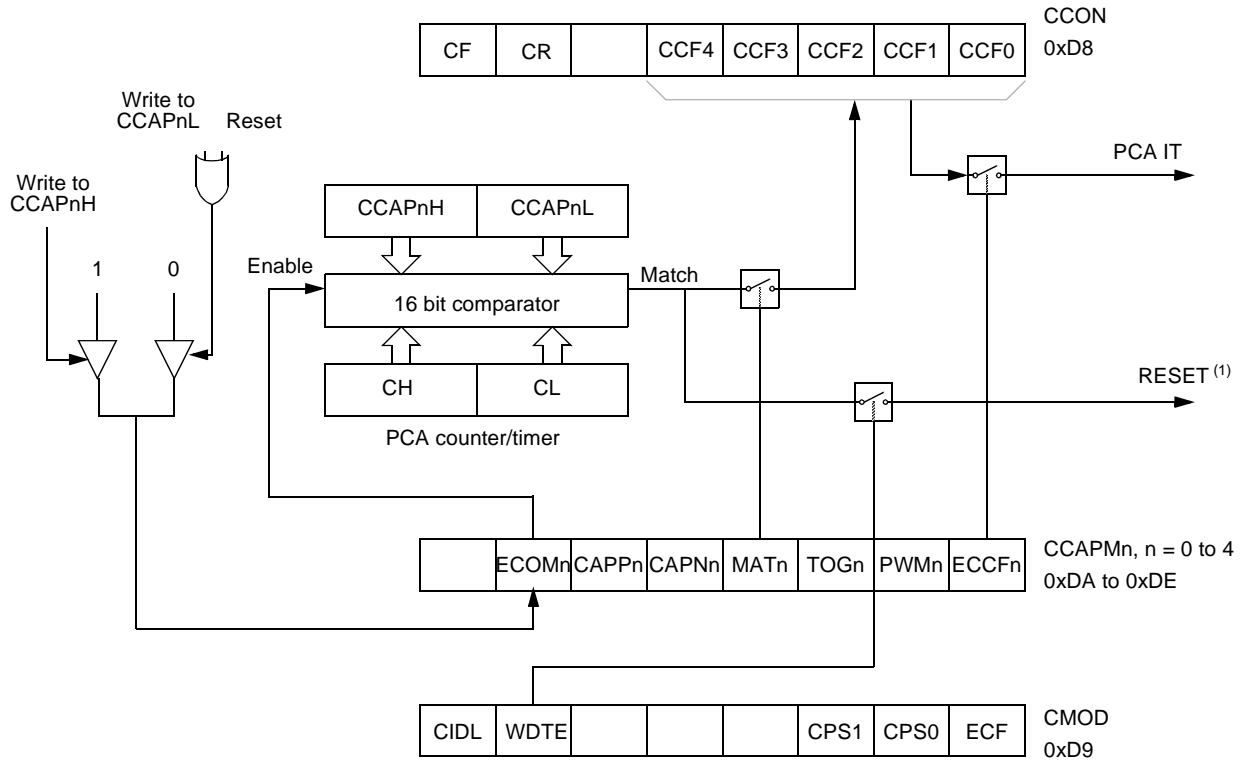 CCON
CF CR CCF4 CCF3 CCF2 CCF1 CCF0
0xD8
Write to
CCAPnL Reset
PCA IT
Write to
CCAPnH
CCAPnH CCAPnL
1 0
Enable
Match
16 bit comparator
CH CL
RESET (1)
PCA counter/timer
ECOMn CAPPn CAPNn MATn TOGn PWMn ECCFn
CCAPMn, n = 0 to 4
0xDA to 0xDE
CIDL WDTE CPS1 CPS0 ECF
CMOD
0xD9